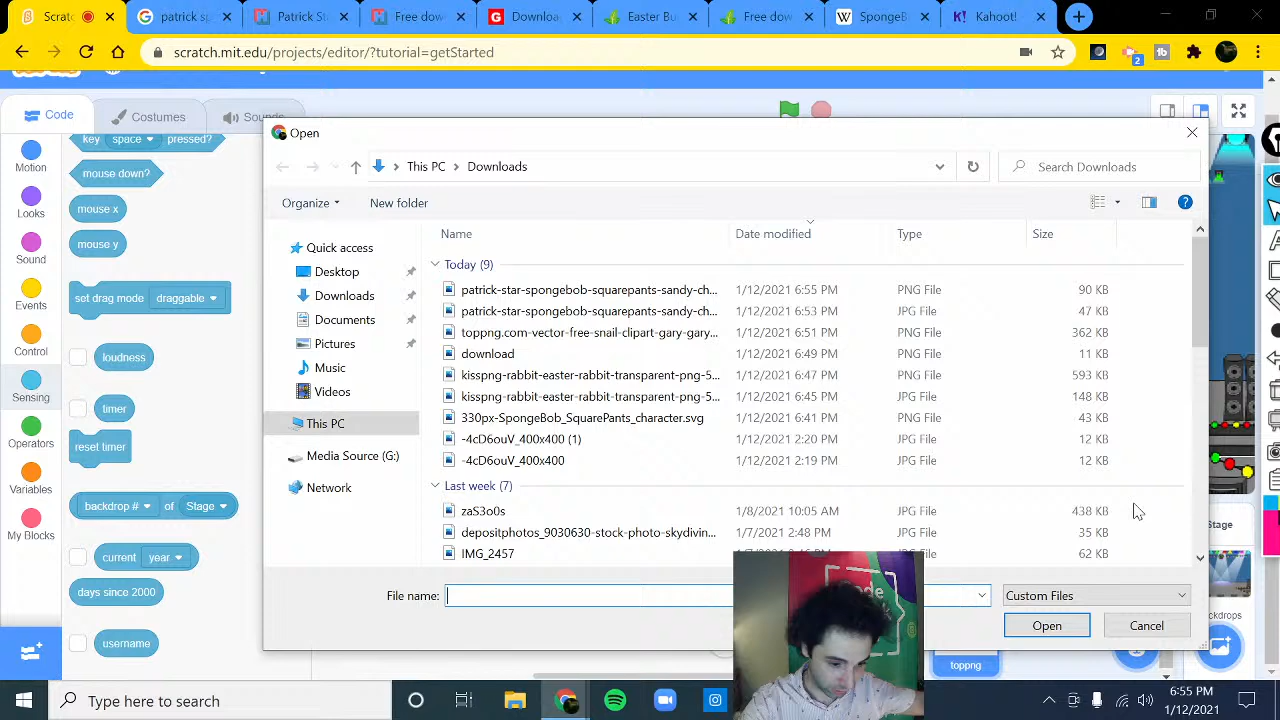 Scratc
patrick sp
Patrick St
Free dow
Downloa
Easter Bu
Free dow
SpongeB
Kahoot!
scratch.mit.edu/projects/editor/?tutorial=getStarted
2
Code
Costumes
Sounds
Open
This PC > Downloads
Search Downloads
Organize
New folder
Name
Date modified
Type
Size
Motion
Looks
Sound
Events
Control
Sensing
Operators
Variables
My Blocks
key space pressed?
mouse down?
mouse x
mouse y
set drag mode draggable
loudness
timer
reset timer
backdrop # of Stage
current year
days since 2000
username
Quick access
Desktop
Downloads
Documents
Pictures
Music
Videos
This PC
Media Source (G:)
Network
Today (9)
patrick-star-spongebob-squarepants-sandy-ch... 1/12/2021 6:55 PM PNG File 90 KB
patrick-star-spongebob-squarepants-sandy-ch... 1/12/2021 6:53 PM JPG File 47 KB
toppng.com-vector-free-snail-clipart-gary-gary... 1/12/2021 6:51 PM PNG File 362 KB
download 1/12/2021 6:49 PM PNG File 11 KB
kisspng-rabbit-easter-rabbit-transparent-png-5... 1/12/2021 6:47 PM PNG File 593 KB
kisspng-rabbit-easter-rabbit-transparent-png-5... 1/12/2021 6:45 PM JPG File 148 KB
330px-SpongeBob_SquarePants_character.svg 1/12/2021 6:41 PM PNG File 43 KB
-4cD6ouV_400x400 (1) 1/12/2021 2:20 PM JPG File 12 KB
-4cD6ouV_400x400 1/12/2021 2:19 PM JPG File 12 KB
Last week (7)
zaS3o0s 1/8/2021 10:05 AM JPG File 438 KB
depositphotos_9030630-stock-photo-skydivin... 1/7/2021 2:48 PM JPG File 35 KB
IMG_2457 JPG File 62 KB
File name:
Custom Files
Open
Cancel
Stage
toppng
Type here to search
6:55 PM
1/12/2021